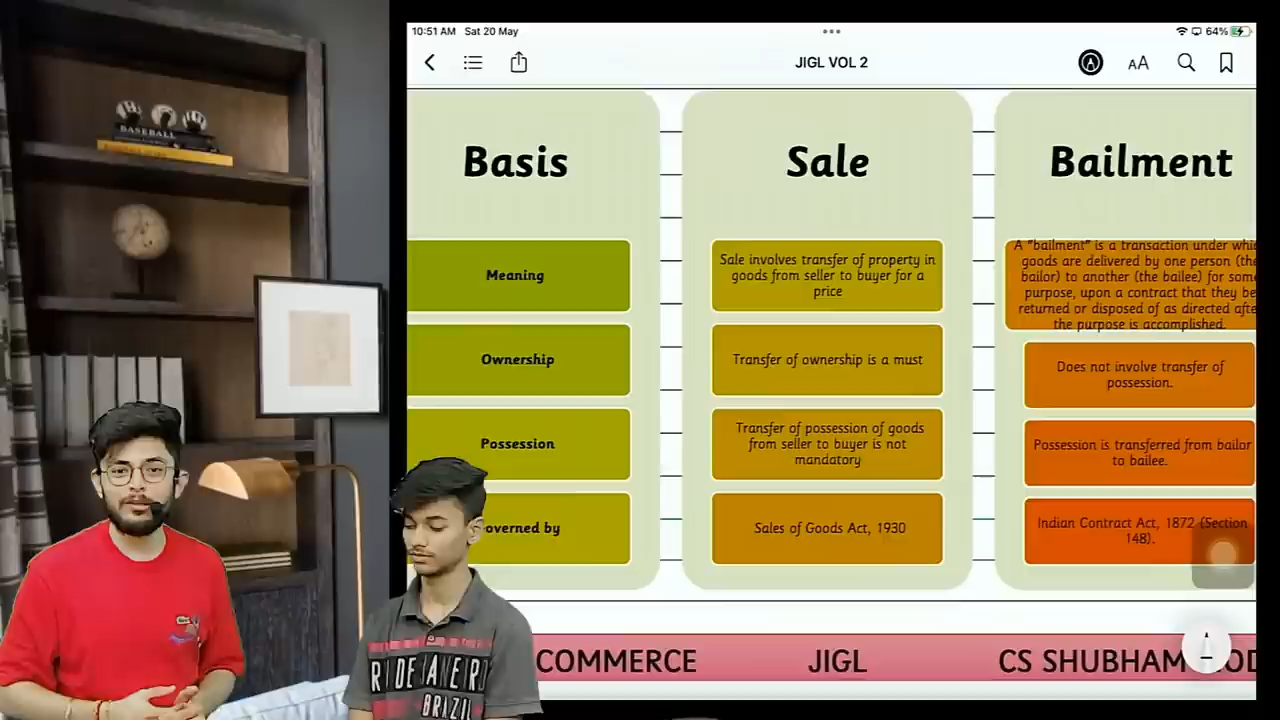 10:51 AM Sat 20 May
64%
JIGL VOL 2
AA
Basis
Sale
Bailment
Meaning
Sale involves transfer of property in
goods from seller to buyer for a
price
A "bailment" is a transaction under whi
goods are delivered by one person (the
bailor) to another (the bailee) for som
purpose, upon a contract that they be
returned or disposed of as directed afte
the purpose is accomplished.
Ownership
Transfer of ownership is a must
Does not involve transfer of
possession.
Possession
Transfer of possession of goods
from seller to buyer is not
mandatory
Possession is transferred from bailor
to bailee.
overned by
Sales of Goods Act, 1930
Indian Contract Act, 1872 (Section
148).
COMMERCE
JIGL
CS SHUBHAM
BASEBALL
BRAZIL